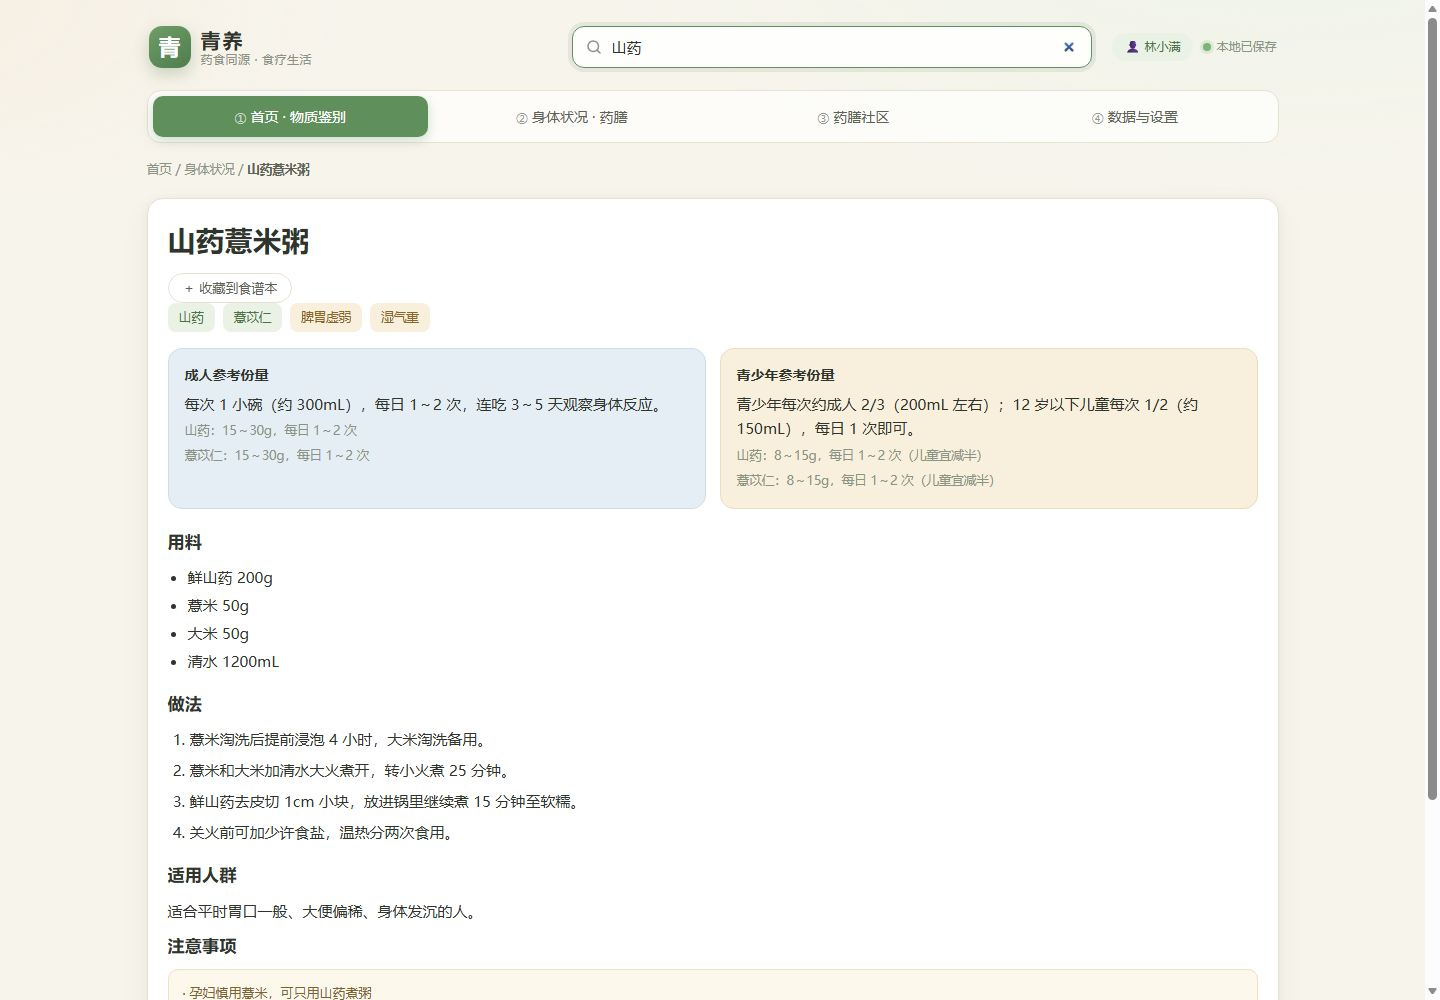 青
青养
药食同源 · 食疗生活
山药
林小满
本地已保存
① 首页 · 物质鉴别
② 身体状况 · 药膳
③ 药膳社区
④ 数据与设置
首页 / 身体状况 / 山药薏米粥
山药薏米粥
+ 收藏到食谱本
山药
薏苡仁
脾胃虚弱
湿气重
成人参考份量
每次 1 小碗（约 300mL），每日 1～2 次，连吃 3～5 天观察身体反应。
山药：15～30g，每日 1～2 次
薏苡仁：15～30g，每日 1～2 次
青少年参考份量
青少年每次约成人 2/3（200mL 左右）；12 岁以下儿童每次 1/2（约
150mL），每日 1 次即可。
山药：8～15g，每日 1～2 次（儿童宜减半）
薏苡仁：8～15g，每日 1～2 次（儿童宜减半）
用料
• 鲜山药 200g
• 薏米 50g
• 大米 50g
• 清水 1200mL
做法
1. 薏米淘洗后提前浸泡 4 小时，大米淘洗备用。
2. 薏米和大米加清水大火煮开，转小火煮 25 分钟。
3. 鲜山药去皮切 1cm 小块，放进锅里继续煮 15 分钟至软糯。
4. 关火前可加少许食盐，温热分两次食用。
适用人群
适合平时胃口一般、大便偏稀、身体发沉的人。
注意事项
· 孕妇慎用薏米，可只用山药煮粥